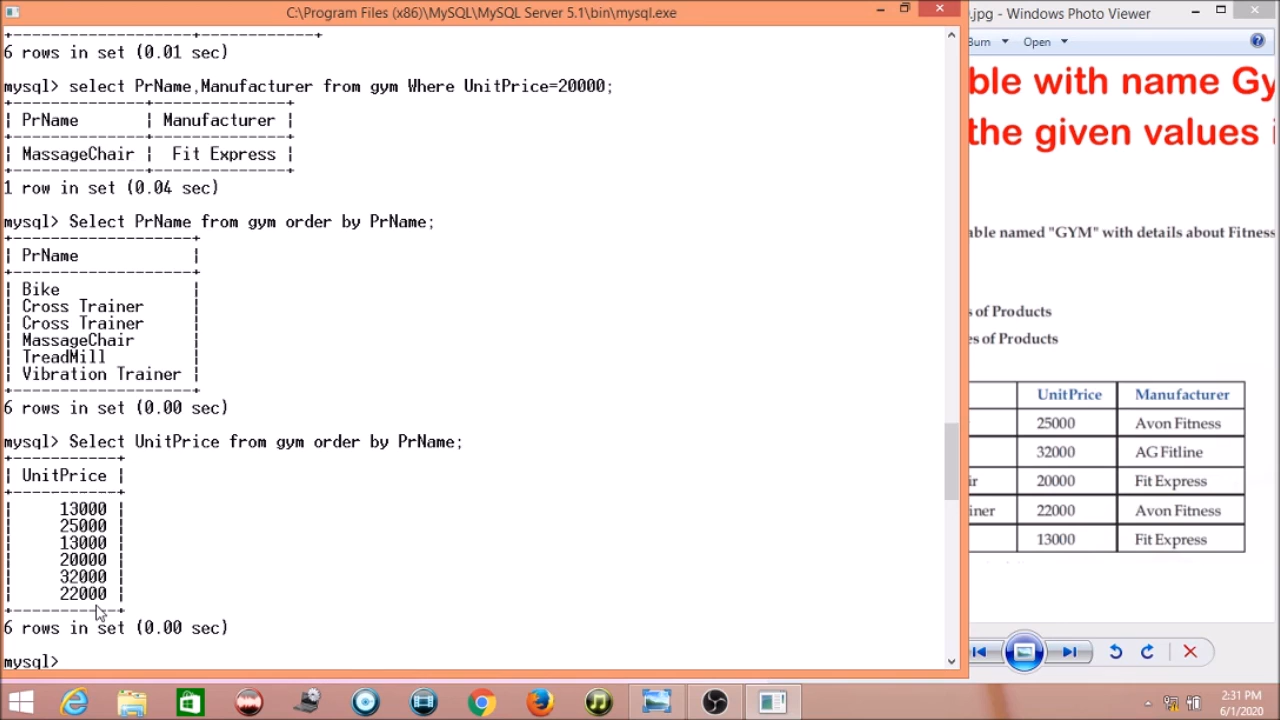 C:\Program Files (x86)\MySQL\MySQL Server 5.1\bin\mysql.exe
6 rows in set (0.01 sec)
mysql> select PrName,Manufacturer from gym Where UnitPrice=20000;
PrName | Manufacturer
MassageChair | Fit Express
1 row in set (0.04 sec)
mysql> Select PrName from gym order by PrName;
PrName
Bike
Cross Trainer
Cross Trainer
MassageChair
TreadMill
Vibration Trainer
6 rows in set (0.00 sec)
mysql> Select UnitPrice from gym order by PrName;
UnitPrice
13000
25000
13000
20000
32000
22000
6 rows in set (0.00 sec)
mysql>
.jpg - Windows Photo Viewer
Burn Open
ble with name Gy
the given values i
able named "GYM" with details about Fitness
s of Products
es of Products
UnitPrice Manufacturer
25000 Avon Fitness
32000 AG Fitline
ir 20000 Fit Express
iner 22000 Avon Fitness
13000 Fit Express
2:31 PM
6/1/2020